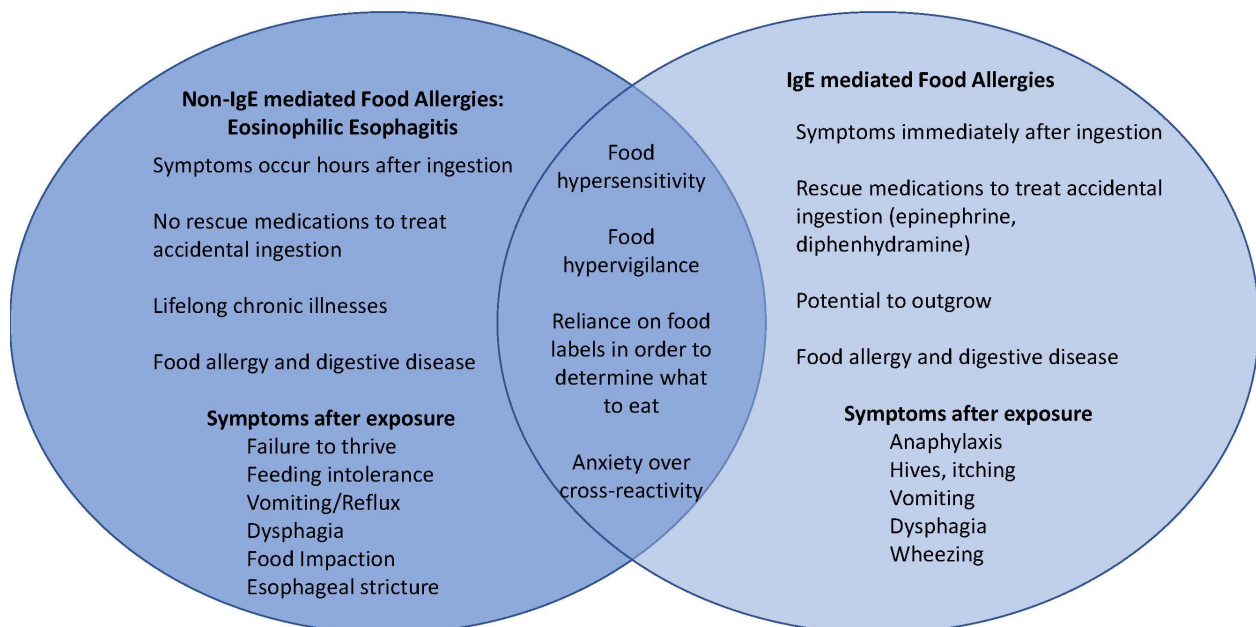 Non-IgE mediated Food Allergies:
Eosinophilic Esophagitis
Symptoms occur hours after ingestion
No rescue medications to treat
accidental ingestion
Lifelong chronic illnesses
Food allergy and digestive disease
Symptoms after exposure
Failure to thrive
Feeding intolerance
Vomiting/Reflux
Dysphagia
Food Impaction
Esophageal stricture
Food
hypersensitivity
Food
hypervigilance
Reliance on food
labels in order to
determine what
to eat
Anxiety over
cross-reactivity
IgE mediated Food Allergies
Symptoms immediately after ingestion
Rescue medications to treat accidental
ingestion (epinephrine,
diphenhydramine)
Potential to outgrow
Food allergy and digestive disease
Symptoms after exposure
Anaphylaxis
Hives, itching
Vomiting
Dysphagia
Wheezing